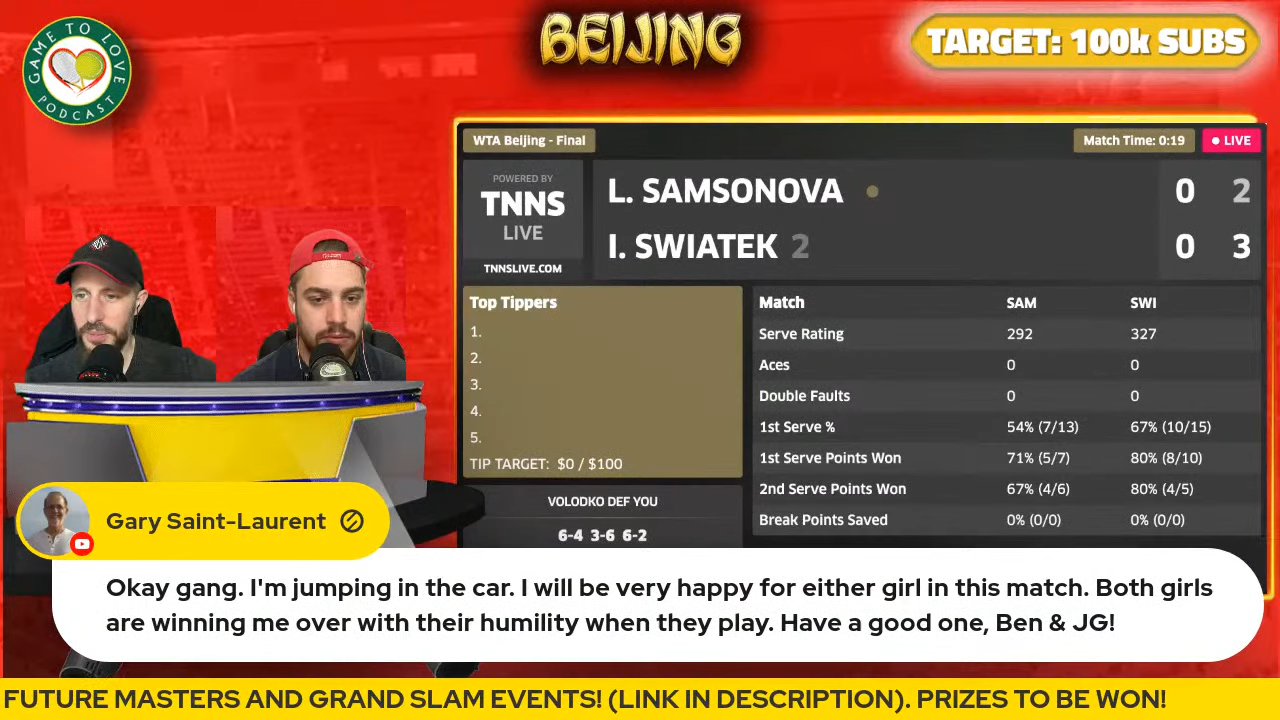 GAME TO LOVE
PODCAST
BEIJING
TARGET: 100k SUBS
WTA Beijing - Final
Match Time: 0:19
LIVE
POWERED BY
TNNS
LIVE
TNNSLIVE.COM
L. SAMSONOVA 0 2
I. SWIATEK 2 0 3
Top Tippers
1.
2.
3.
4.
5.
TIP TARGET: $0 / $100
VOLODKO DEF YOU
6-4 3-6 6-2
Match SAM SWI
Serve Rating 292 327
Aces 0 0
Double Faults 0 0
1st Serve % 54% (7/13) 67% (10/15)
1st Serve Points Won 71% (5/7) 80% (8/10)
2nd Serve Points Won 67% (4/6) 80% (4/5)
Break Points Saved 0% (0/0) 0% (0/0)
Gary Saint-Laurent
Okay gang. I'm jumping in the car. I will be very happy for either girl in this match. Both girls
are winning me over with their humility when they play. Have a good one, Ben & JG!
FUTURE MASTERS AND GRAND SLAM EVENTS! (LINK IN DESCRIPTION). PRIZES TO BE WON!